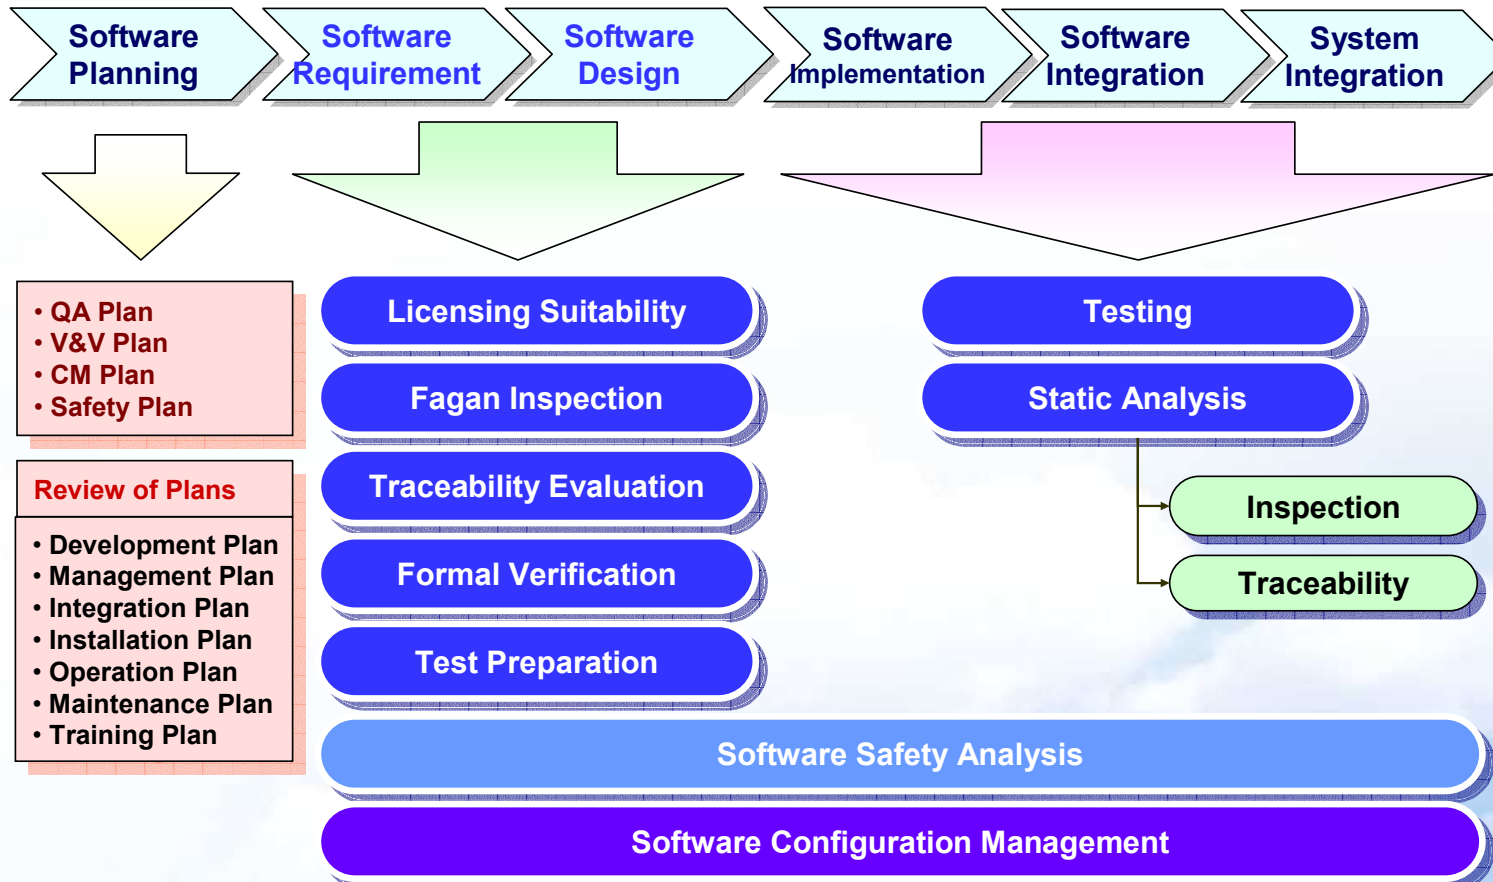 Software
Planning
Software
Requirement
Software
Design
Software
Implementation
Software
Integration
System
Integration
• QA Plan
• V&V Plan
• CM Plan
• Safety Plan
Review of Plans
• Development Plan
• Management Plan
• Integration Plan
• Installation Plan
• Operation Plan
• Maintenance Plan
• Training Plan
Licensing Suitability
Fagan Inspection
Traceability Evaluation
Formal Verification
Test Preparation
Testing
Static Analysis
Inspection
Traceability
Software Safety Analysis
Software Configuration Management